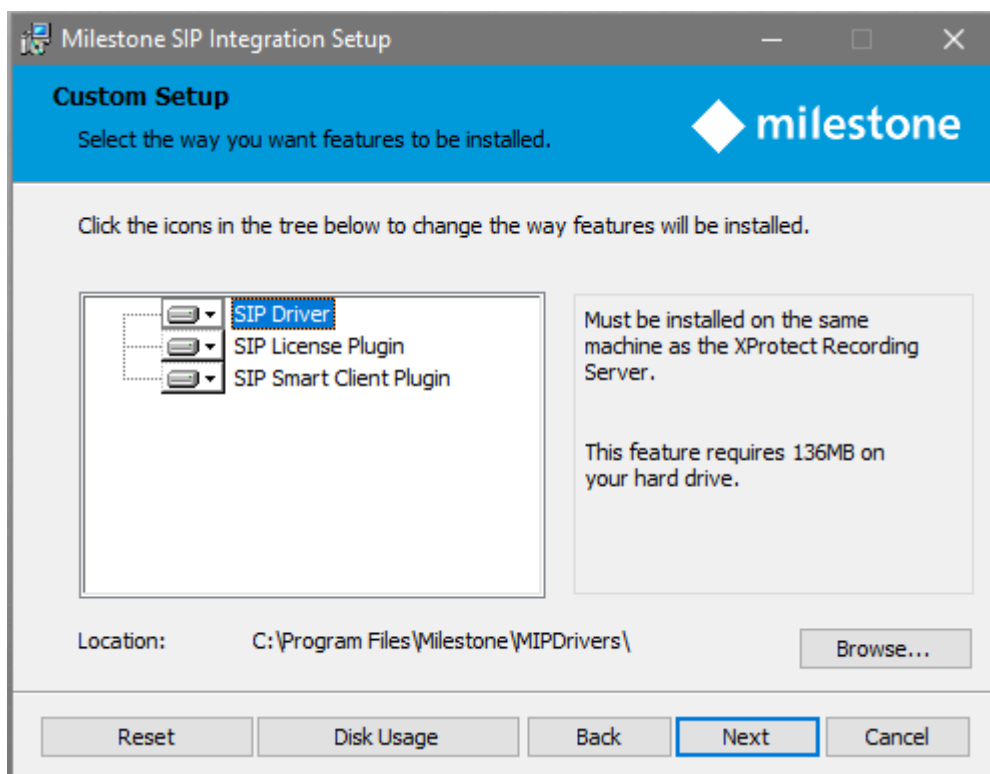 Milestone SIP Integration Setup
Custom Setup
Select the way you want features to be installed.
milestone
Click the icons in the tree below to change the way features will be installed.
SIP Driver
SIP License Plugin
SIP Smart Client Plugin
Must be installed on the same
machine as the XProtect Recording
Server.
This feature requires 136MB on
your hard drive.
Location: C:\Program Files\Milestone\MIPDrivers\
Browse...
Reset Disk Usage Back Next Cancel